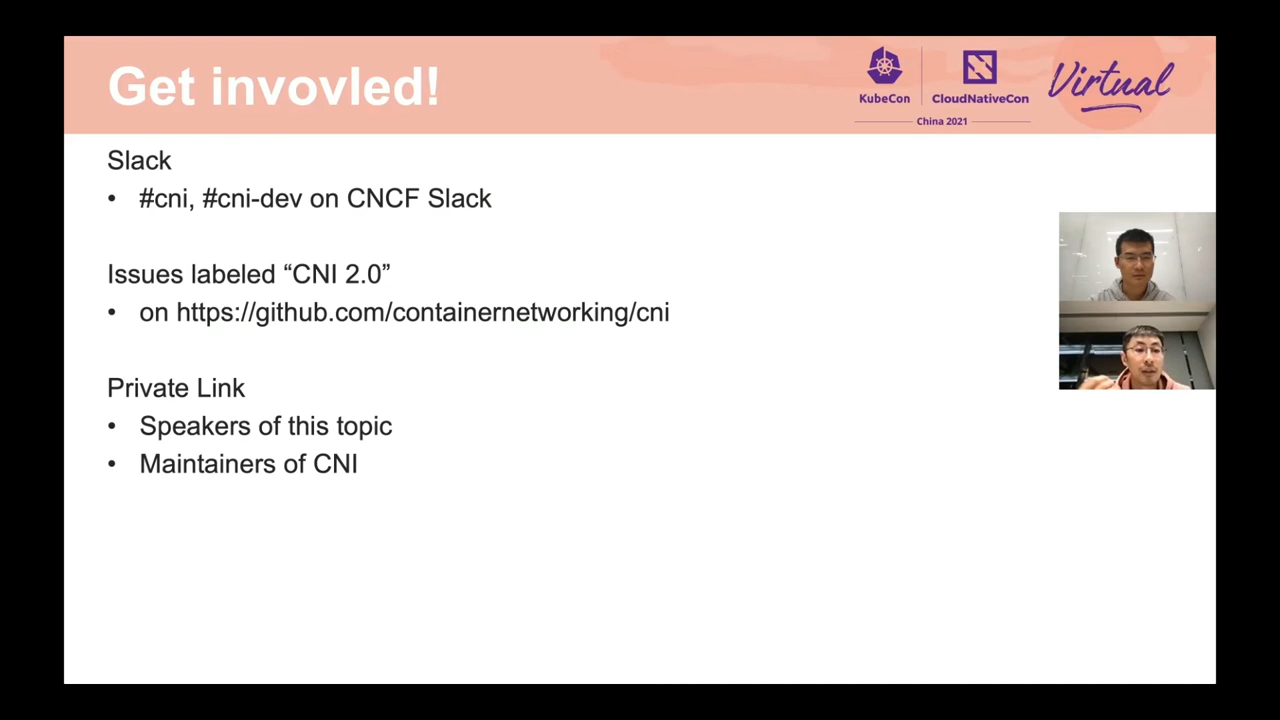 Get invovled!
KubeCon
CloudNativeCon
China 2021
Virtual
Slack
• #cni, #cni-dev on CNCF Slack
Issues labeled “CNI 2.0”
• on https://github.com/containernetworking/cni
Private Link
• Speakers of this topic
• Maintainers of CNI